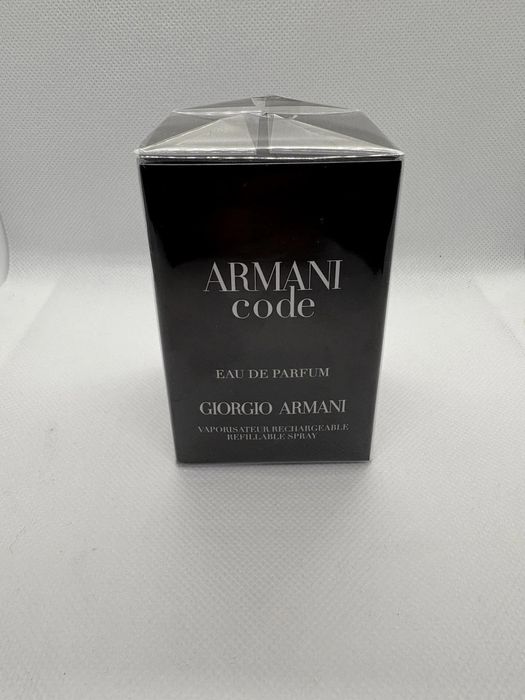 ARMANI
code
EAU DE PARFUM
GIORGIO ARMANI
VAPORISATEUR RECHARGEABLE
REFILLABLE SPRAY